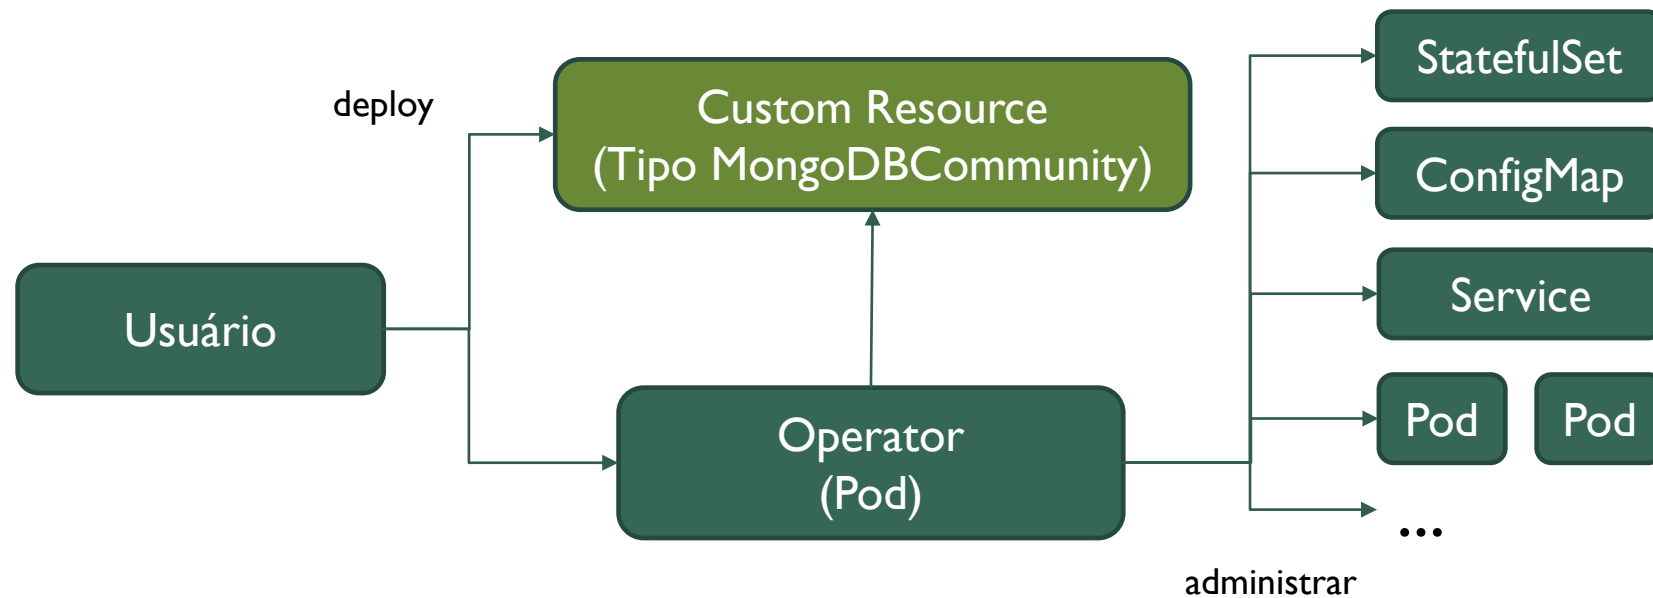 deploy
Custom Resource
(Tipo MongoDBCommunity)
Usuário
Operator
(Pod)
StatefulSet
ConfigMap
Service
Pod
Pod
...
administrar